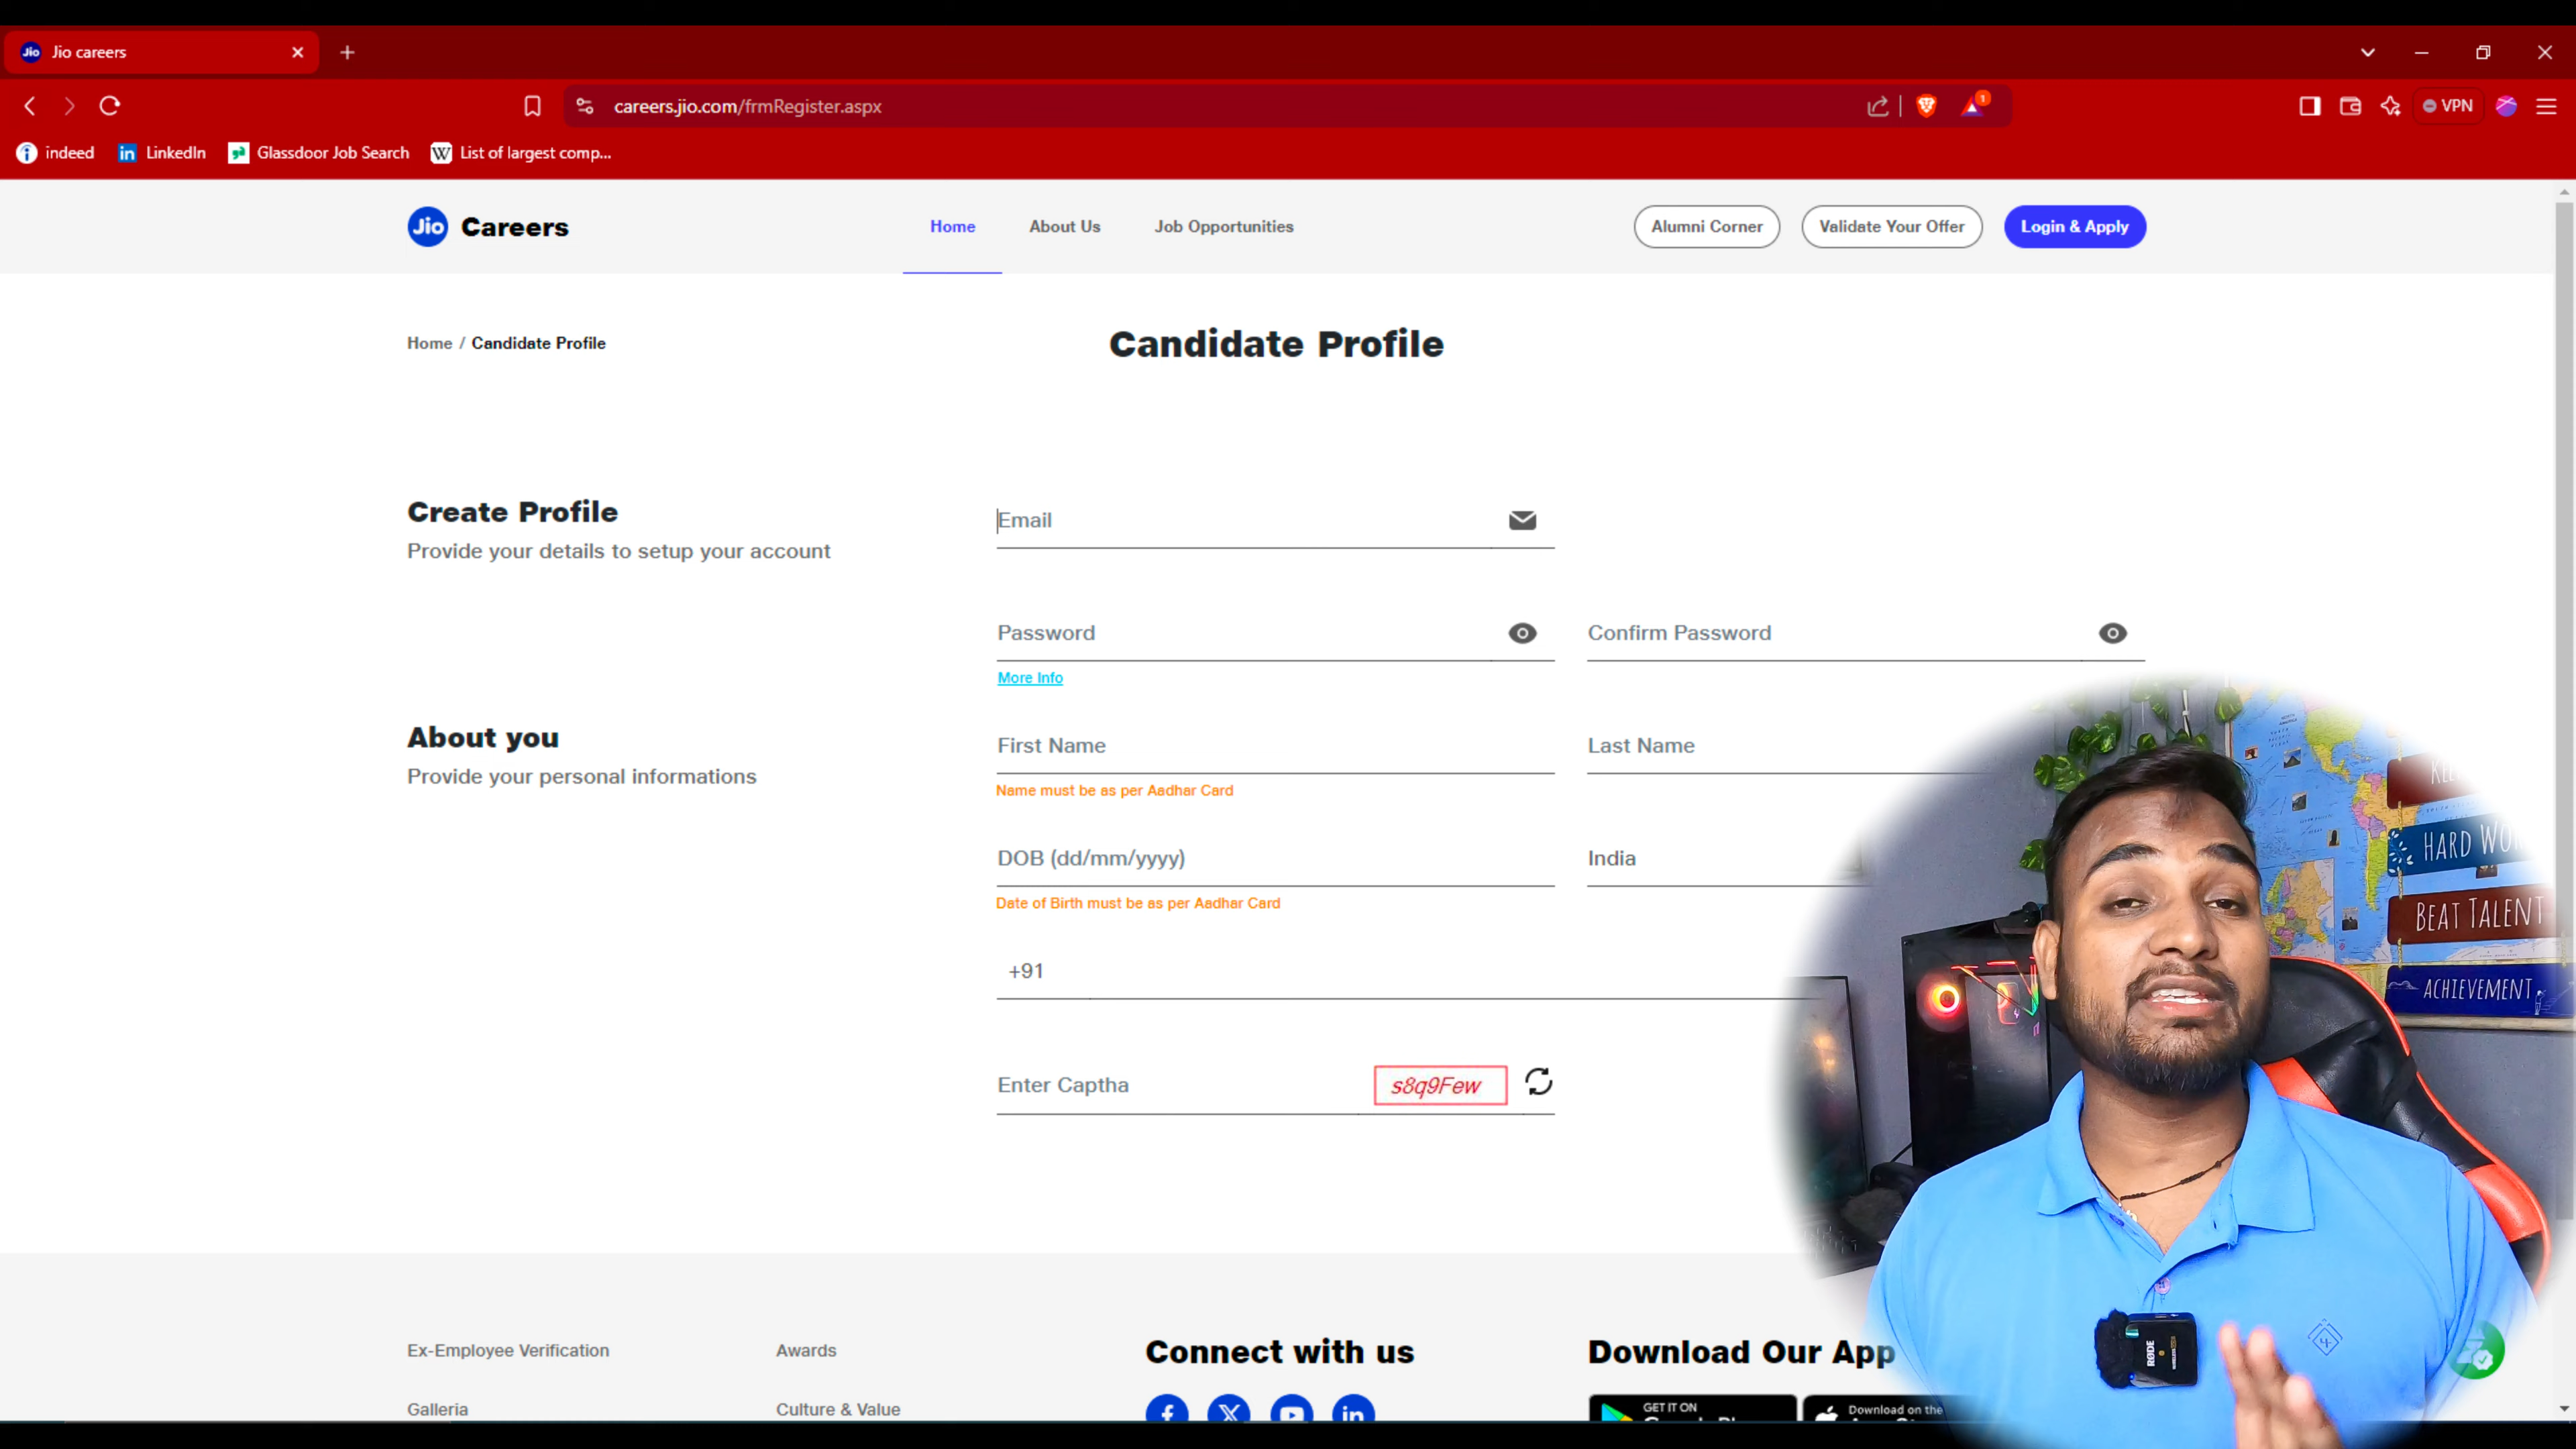 Jio Jio careers
careers.jio.com/frmRegister.aspx
1
VPN
indeed
in LinkedIn
Glassdoor Job Search
W List of largest comp...
Jio Careers
Home
About Us
Job Opportunities
Alumni Corner
Validate Your Offer
Login & Apply
Home / Candidate Profile
Candidate Profile
Create Profile
Provide your details to setup your account
Email
Password
Confirm Password
More Info
About you
Provide your personal informations
First Name
Last Name
Name must be as per Aadhar Card
DOB (dd/mm/yyyy)
India
Date of Birth must be as per Aadhar Card
+91
Enter Captha
s8q9Few
HARD
BEAT TALENT
ACHIEVEMENT
RØDE
Ex-Employee Verification
Awards
Connect with us
Download Our App
Galleria
Culture & Value
GET IT ON
Download on the